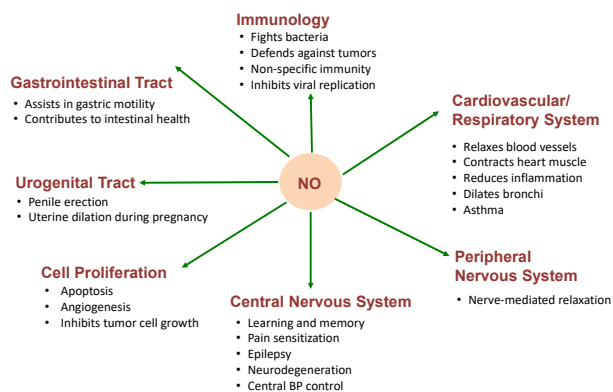 Immunology
• Fights bacteria
• Defends against tumors
• Non-specific immunity
• Inhibits viral replication
Gastrointestinal Tract
• Assists in gastric motility
• Contributes to intestinal health
Cardiovascular/
Respiratory System
• Relaxes blood vessels
• Contracts heart muscle
• Reduces inflammation
• Dilates bronchi
• Asthma
NO
Urogenital Tract
• Penile erection
• Uterine dilation during pregnancy
Peripheral
Nervous System
• Nerve-mediated relaxation
Cell Proliferation
• Apoptosis
• Angiogenesis
• Inhibits tumor cell growth
Central Nervous System
• Learning and memory
• Pain sensitization
• Epilepsy
• Neurodegeneration
• Central BP control